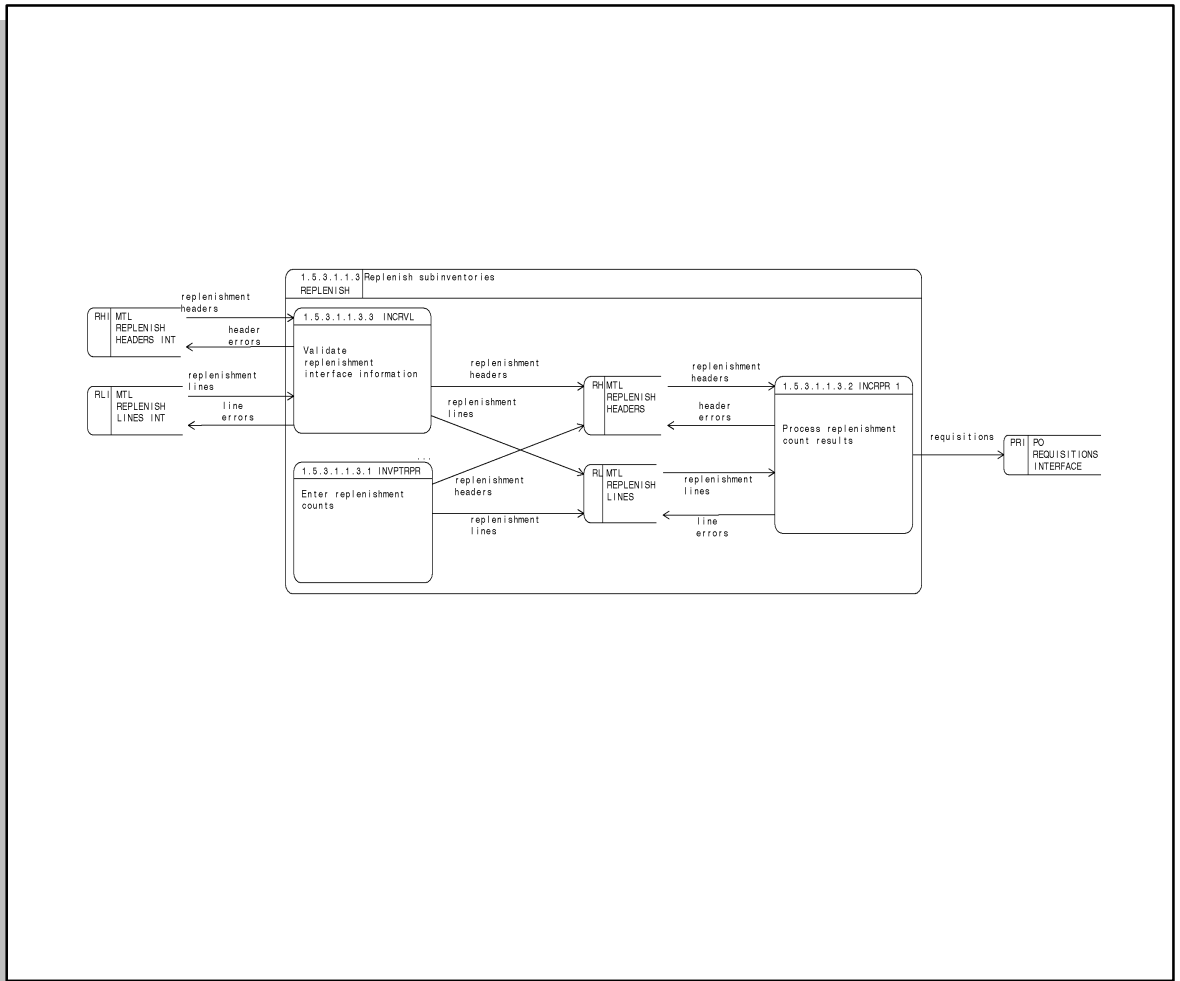 1.5.3.1.1.3 Replenish subinventories
REPLENISH
replenishment
headers
RHI MTL
REPLENISH
HEADERS INT
header
errors
replenishment
lines
RLI MTL
REPLENISH
LINES INT
line
errors
1.5.3.1.1.3.3 INCRVL
Validate
replenishment
interface information
...
1.5.3.1.1.3.1 INVPTRPR
Enter replenishment
counts
replenishment
headers
replenishment
lines
replenishment
headers
replenishment
lines
RH MTL
REPLENISH
HEADERS
RL MTL
REPLENISH
LINES
replenishment
headers
header
errors
replenishment
lines
line
errors
1.5.3.1.1.3.2 INCRPR 1
Process replenishment
count results
requisitions
PRI PO
REQUISITIONS
INTERFACE